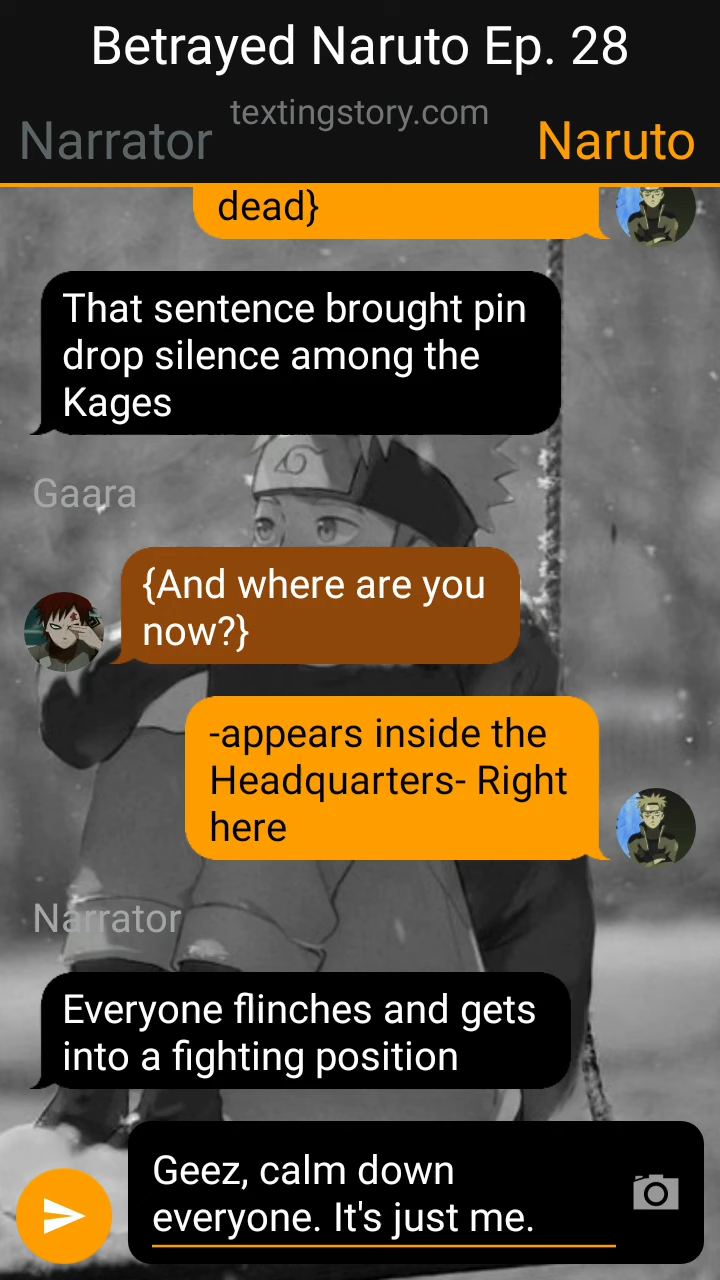 Betrayed Naruto Ep. 28
textingstory.com
Narrator
Naruto
dead}
That sentence brought pin
drop silence among the
Kages
Gaara
{And where are you
now?}
-appears inside the
Headquarters- Right
here
Narrator
Everyone flinches and gets
into a fighting position
Geez, calm down
everyone. It's just me.